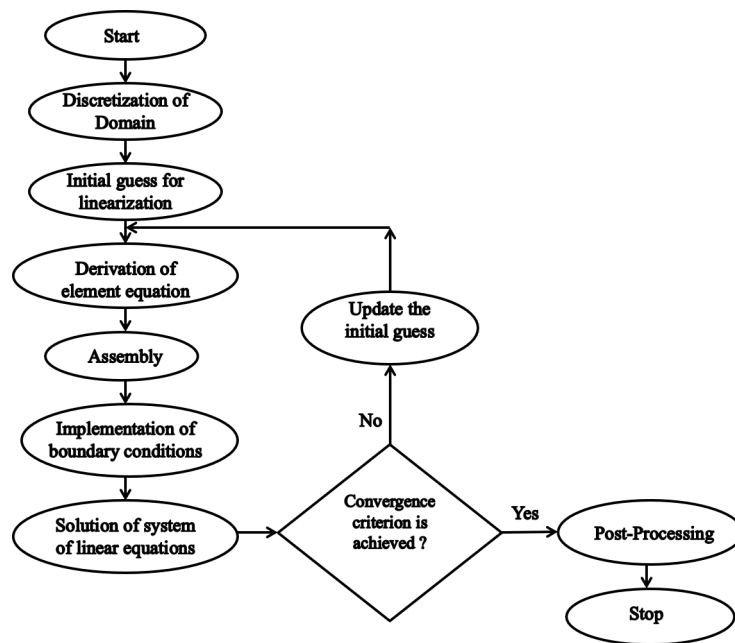 Start
Discretization of
Domain
Initial guess for
linearization
Derivation of
element equation
Assembly
Implementation of
boundary conditions
Solution of system
of linear equations
Update the
initial guess
No
Convergence
criterion is
achieved ?
Yes
Post-Processing
Stop